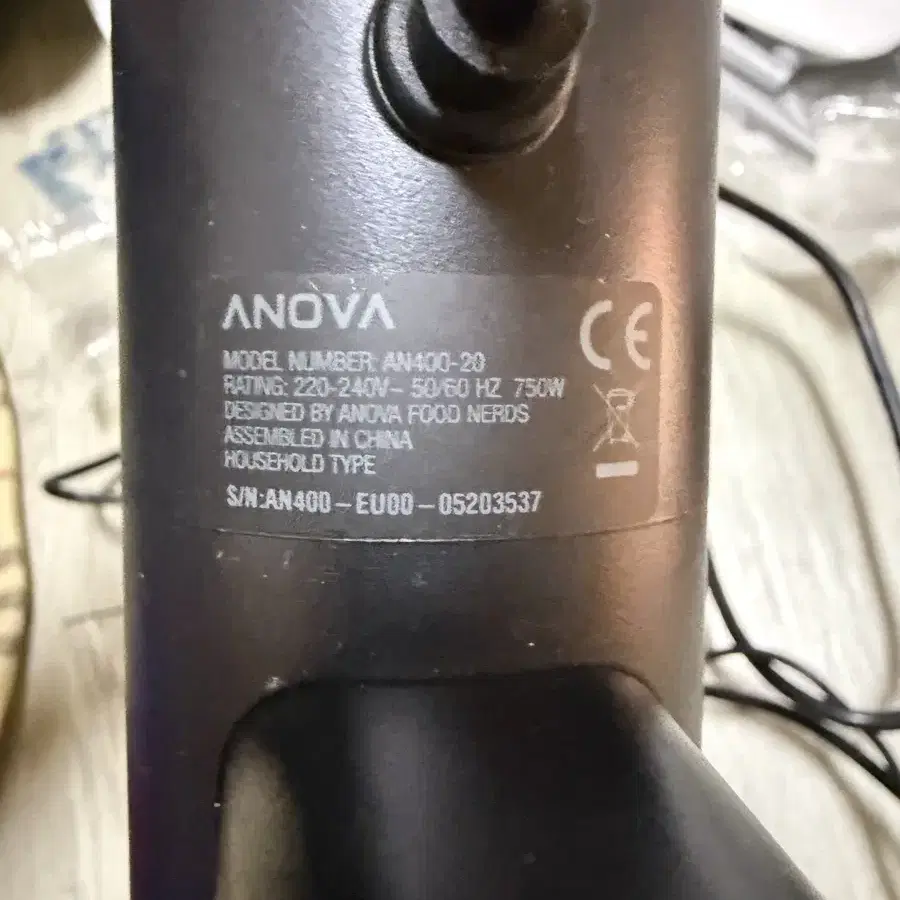 ANOVA
CE
MODEL NUMBER: AN400-20
RATING: 220-240V~ 50/60 HZ 750W
DESIGNED BY ANOVA FOOD NERDS
ASSEMBLED IN CHINA
HOUSEHOLD TYPE
S/N:AN400-EU00-05203537